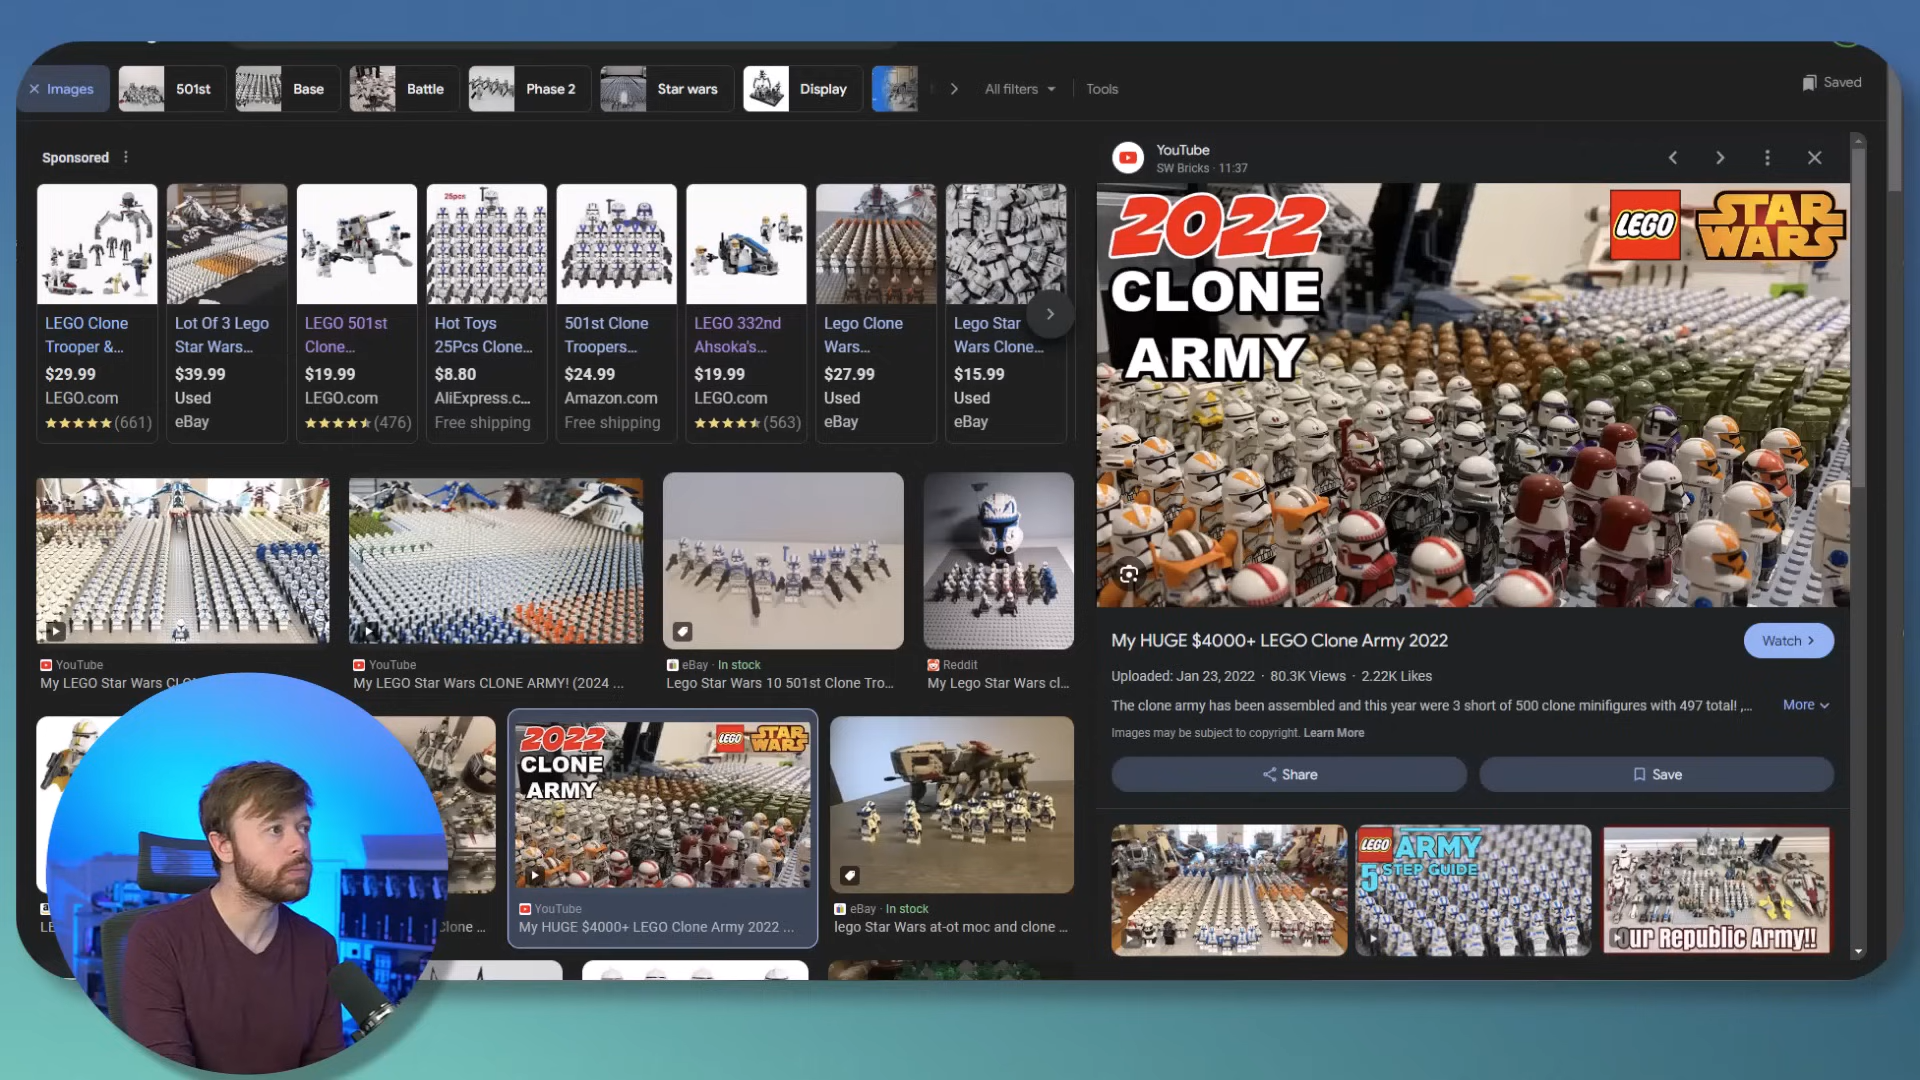 Images
501st
Base
Battle
Phase 2
Star wars
Display
All filters
Tools
Saved
Sponsored
25pcs
LEGO Clone
Trooper &...
$29.99
LEGO.com
(661)
Lot Of 3 Lego
Star Wars...
$39.99
Used
eBay
LEGO 501st
Clone...
$19.99
LEGO.com
(476)
Hot Toys
25Pcs Clone...
$8.80
AliExpress.c...
Free shipping
501st Clone
Troopers...
$24.99
Amazon.com
Free shipping
LEGO 332nd
Ahsoka's...
$19.99
LEGO.com
(563)
Lego Clone
Wars...
$27.99
Used
eBay
Lego Star
Wars Clone...
$15.99
Used
eBay
YouTube
My LEGO Star Wars CLO
YouTube
My LEGO Star Wars CLONE ARMY! (2024 ...
eBay · In stock
Lego Star Wars 10 501st Clone Tro...
Reddit
My Lego Star Wars cl...
LE
lone ...
2022
CLONE
ARMY
LEGO STAR WARS
YouTube
My HUGE $4000+ LEGO Clone Army 2022 ...
eBay · In stock
lego Star Wars at-ot moc and clone ...
YouTube
SW Bricks · 11:37
2022
CLONE
ARMY
LEGO STAR WARS
My HUGE $4000+ LEGO Clone Army 2022
Watch
Uploaded: Jan 23, 2022 · 80.3K Views · 2.22K Likes
The clone army has been assembled and this year were 3 short of 500 clone minifigures with 497 total! ,...
More
Images may be subject to copyright. Learn More
Share
Save
LEGO ARMY
5 STEP GUIDE
Our Republic Army!!